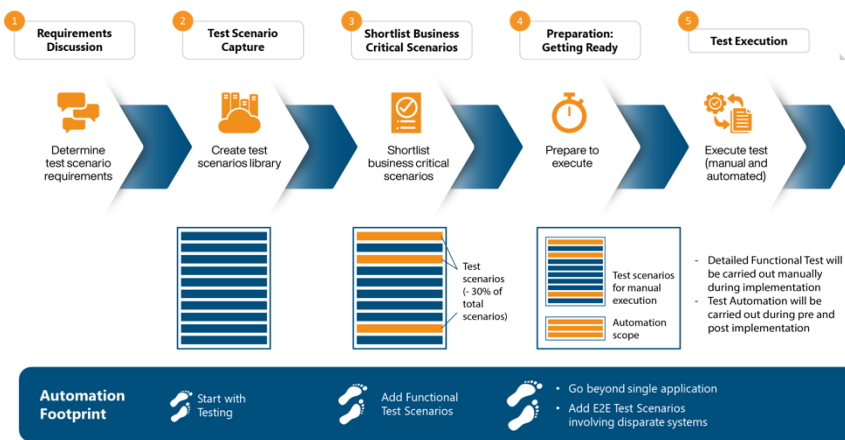 1
Requirements
Discussion
2
Test Scenario
Capture
3
Shortlist Business
Critical Scenarios
4
Preparation:
Getting Ready
5
Test Execution
Determine
test scenario
requirements
Create test
scenarios library
Shortlist
business critical
scenarios
Prepare to
execute
Execute test
(manual and
automated)
Test
scenarios
(- 30% of
total
scenarios)
Test scenarios
for manual
execution
Automation
scope
- Detailed Functional Test will
be carried out manually
during implementation
- Test Automation will be
carried out during pre and
post implementation
Automation
Footprint
Start with
Testing
Add Functional
Test Scenarios
• Go beyond single application
• Add E2E Test Scenarios
involving disparate systems